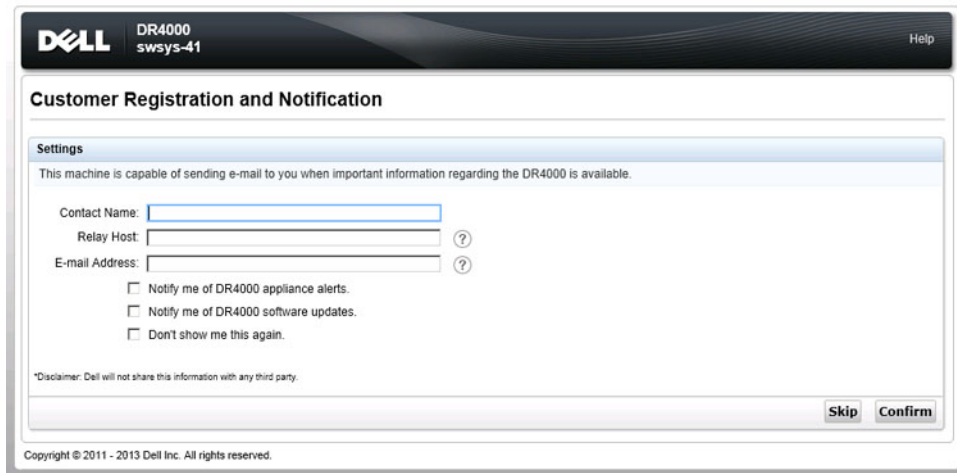 DELL
DR4000
swsys-41
Help
Customer Registration and Notification
Settings
This machine is capable of sending e-mail to you when important information regarding the DR4000 is available.
Contact Name:
Relay Host:
?
E-mail Address:
?
Notify me of DR4000 appliance alerts.
Notify me of DR4000 software updates.
Don't show me this again.
*Disclaimer: Dell will not share this information with any third party.
Skip Confirm
Copyright © 2011 - 2013 Dell Inc. All rights reserved.